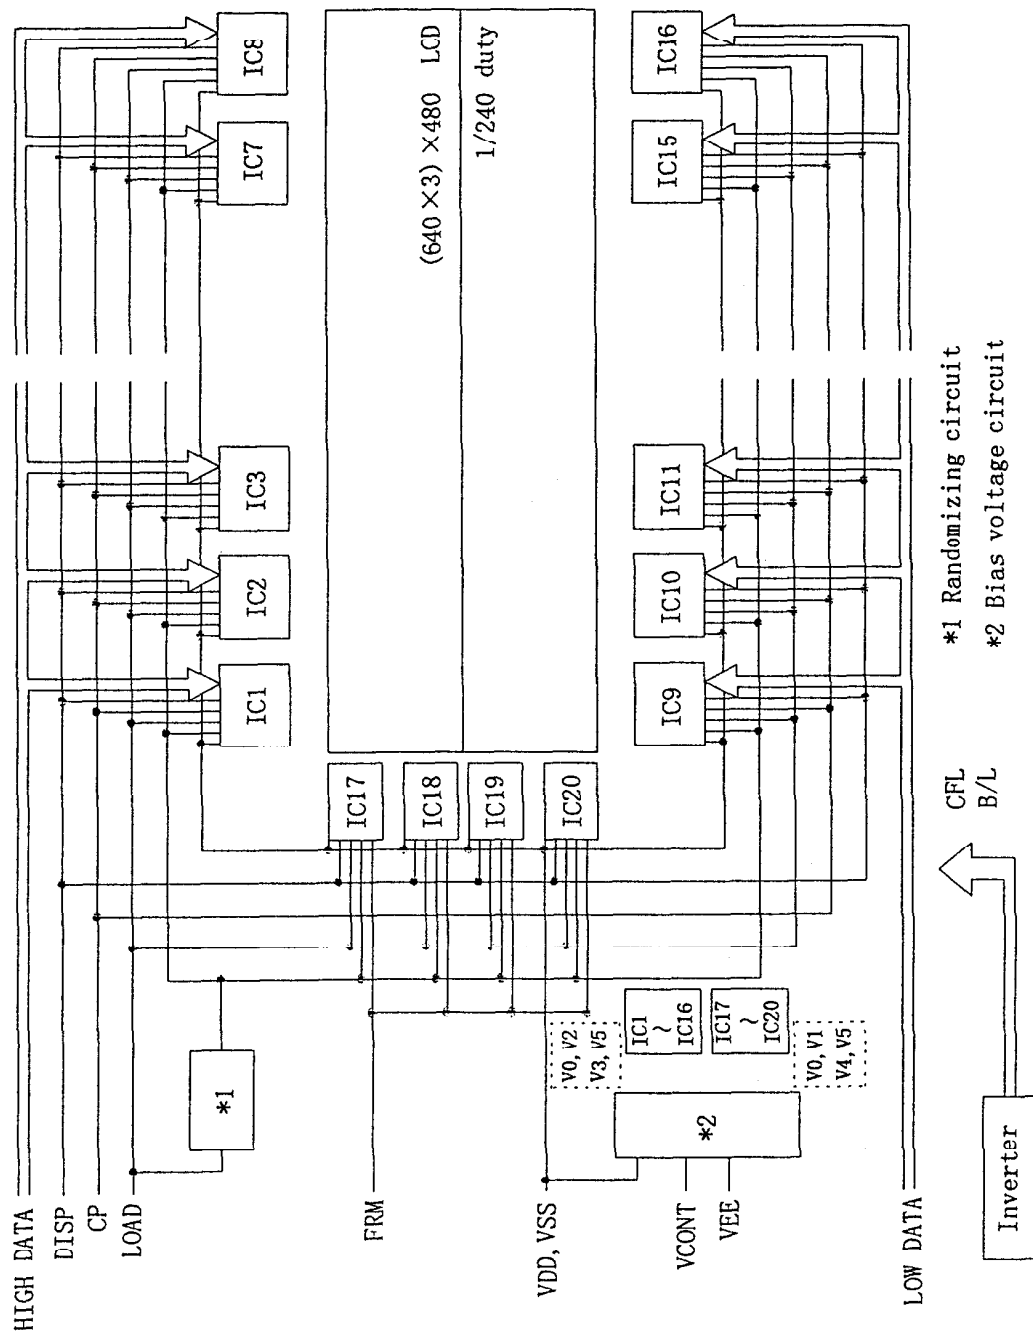 HIGH DATA
DISP
CP
LOAD
FRM
VDD, VSS
VCONT
VEE
LOW DATA
*1
*2
IC1
IC2
IC3
IC7
IC8
IC17
IC18
IC19
IC20
(640×3)×480 LCD
1/240 duty
IC9
IC10
IC11
IC15
IC16
V0, V2
V3, V5
IC1
~
IC16
IC17
~
IC20
V0, V1
V4, V5
Inverter
CFL
B/L
*1 Randomizing circuit
*2 Bias voltage circuit